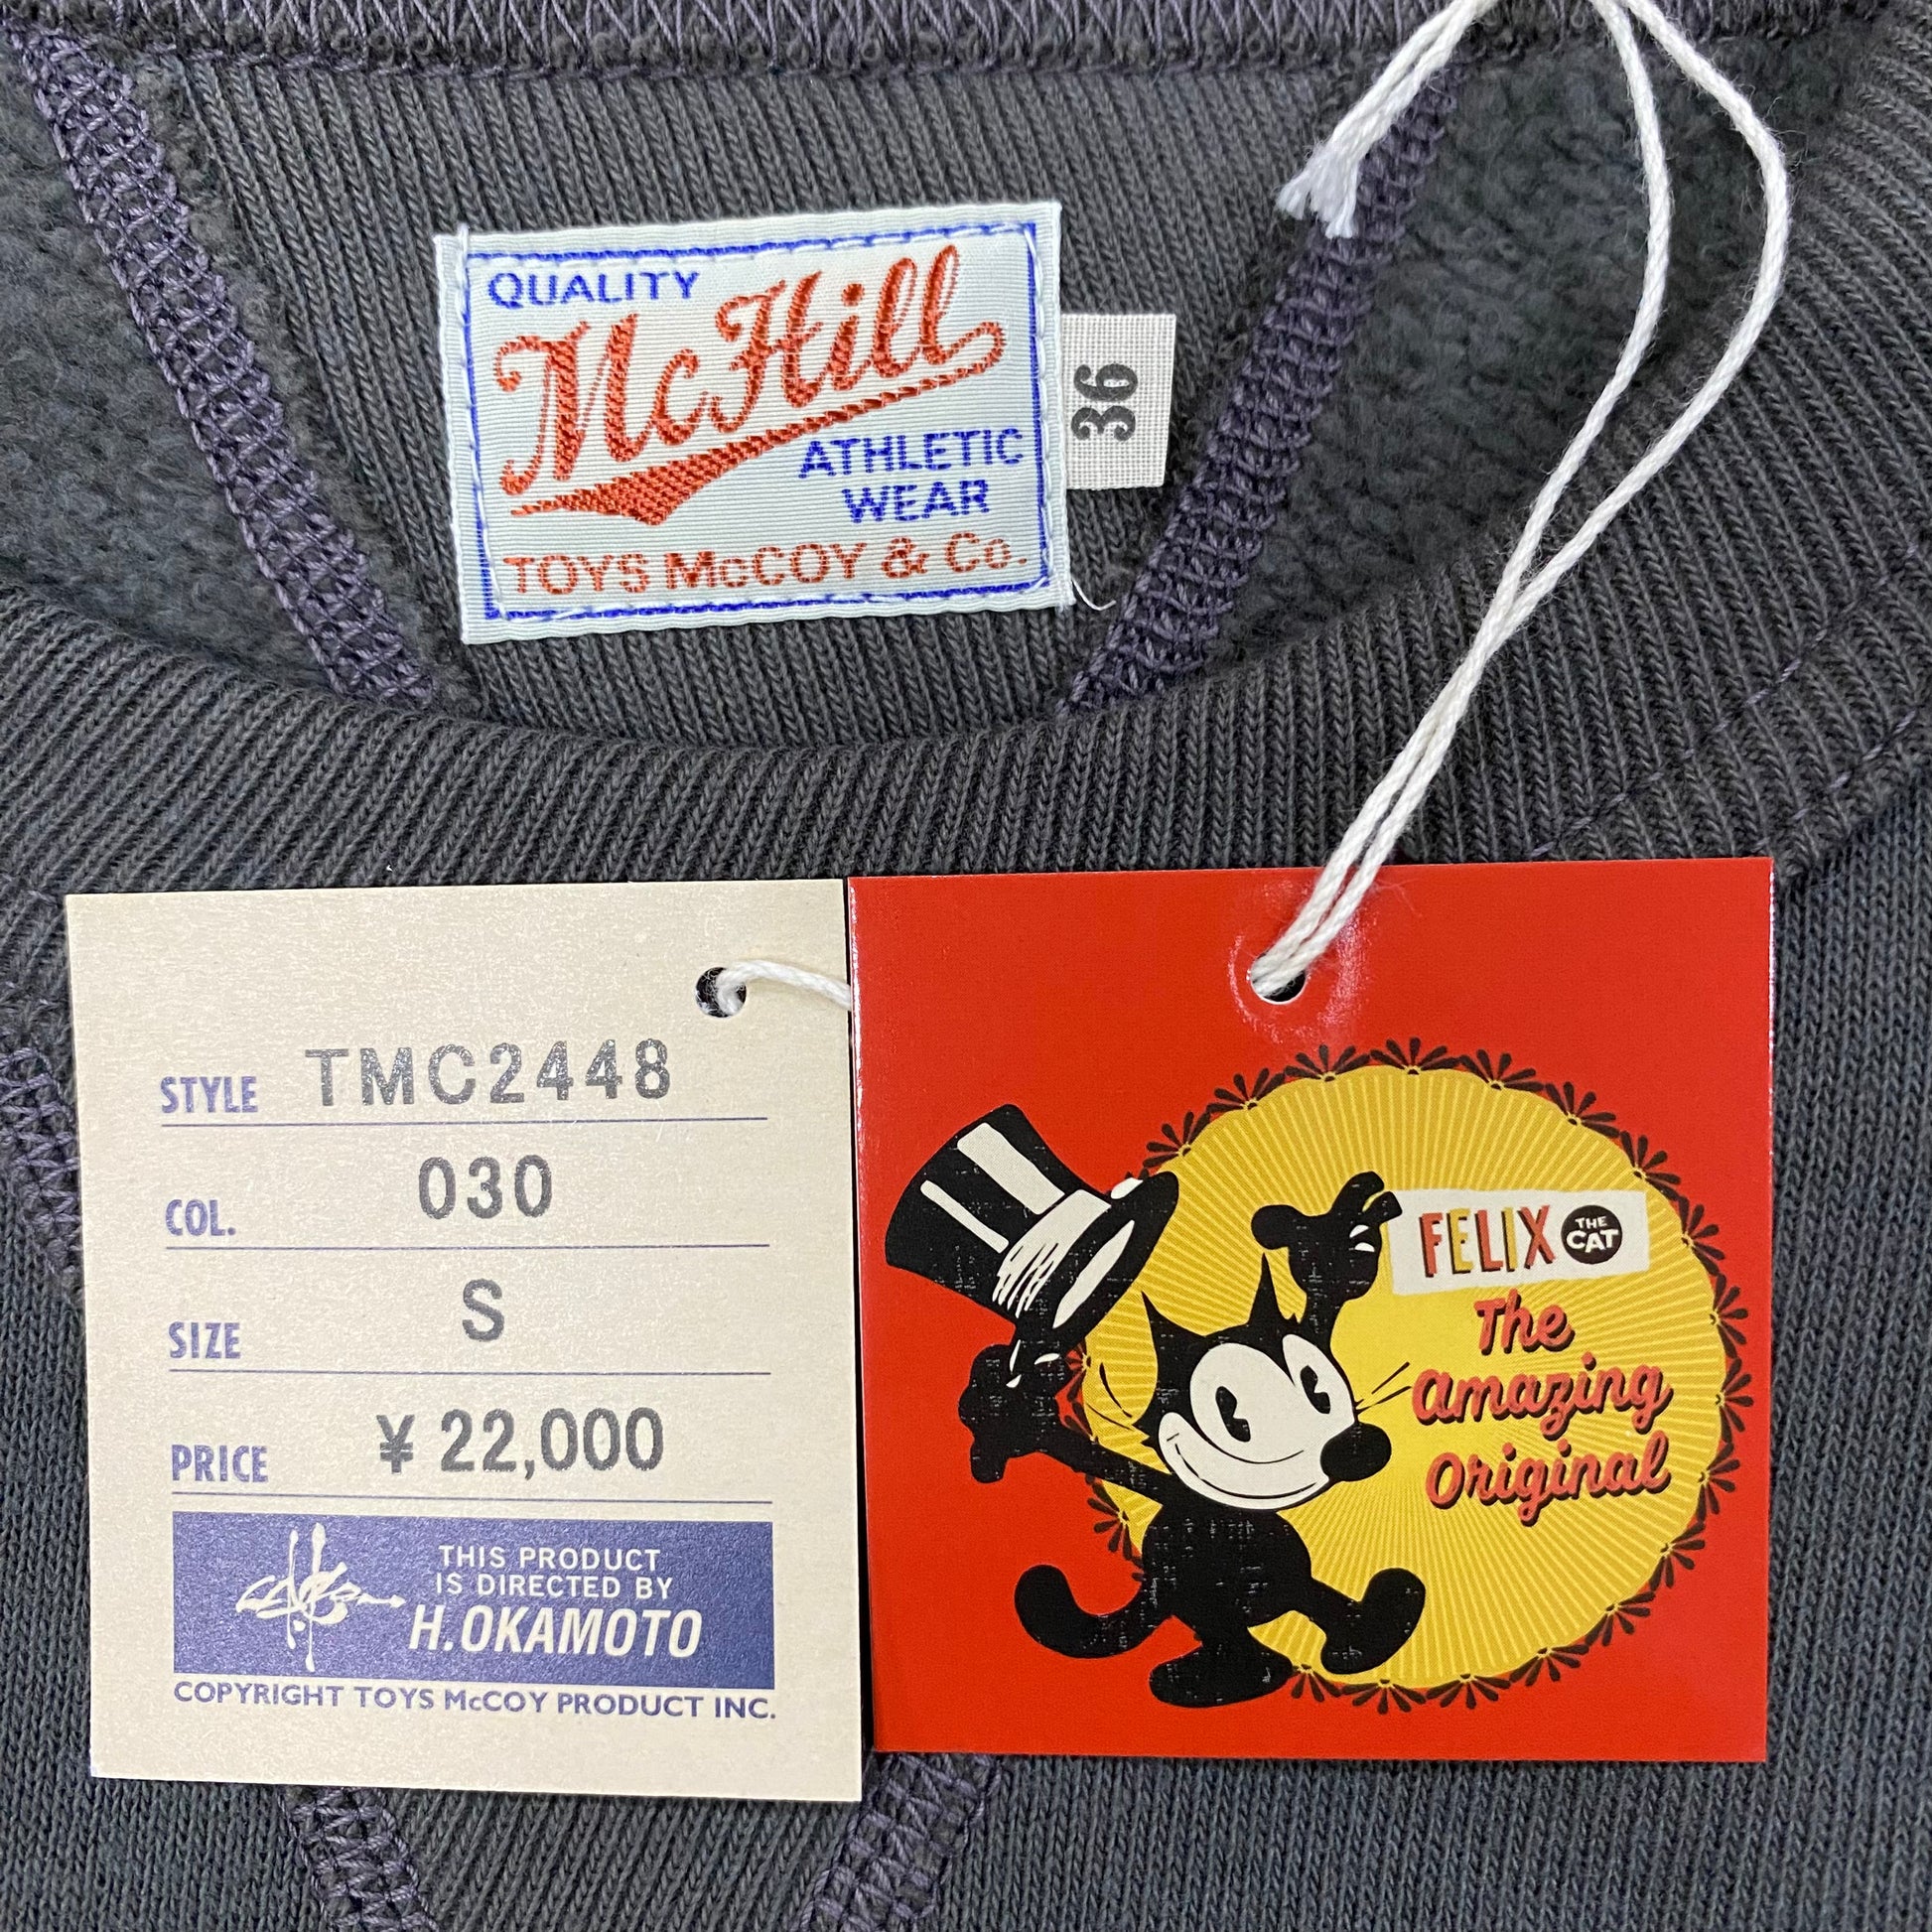 QUALITY
McHill
ATHLETIC
WEAR
TOYS McCOY & Co.
36
STYLE TMC2448
COL. 030
SIZE S
PRICE ¥22,000
THIS PRODUCT
IS DIRECTED BY
H.OKAMOTO
COPYRIGHT TOYS McCOY PRODUCT INC.
FELIX THE CAT
The
Amazing
Original